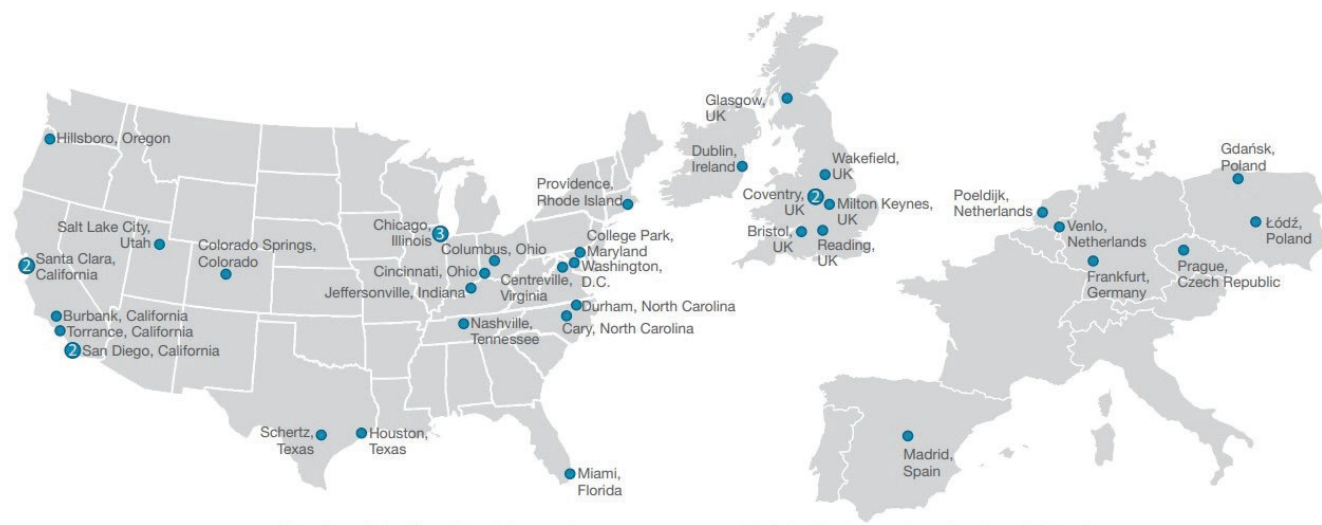 Hillsboro, Oregon
Salt Lake City,
Utah
Colorado Springs,
Colorado
2
Santa Clara,
California
Burbank, California
Torrance, California
2
San Diego, California
Schertz,
Texas
Houston,
Texas
Miami,
Florida
Nashville,
Tennessee
Chicago,
Illinois
3
Columbus, Ohio
Cincinnati, Ohio
Jeffersonville, Indiana
Providence,
Rhode Island
College Park,
Maryland
Washington,
D.C.
Centreville,
Virginia
Durham, North Carolina
Cary, North Carolina
Glasgow,
UK
Dublin,
Ireland
Wakefield,
UK
Coventry,
UK
2
Milton Keynes,
UK
Bristol,
UK
Reading,
UK
Gdańsk,
Poland
Poeldijk,
Netherlands
Venlo,
Netherlands
Łódź,
Poland
Frankfurt,
Germany
Prague,
Czech Republic
Madrid,
Spain